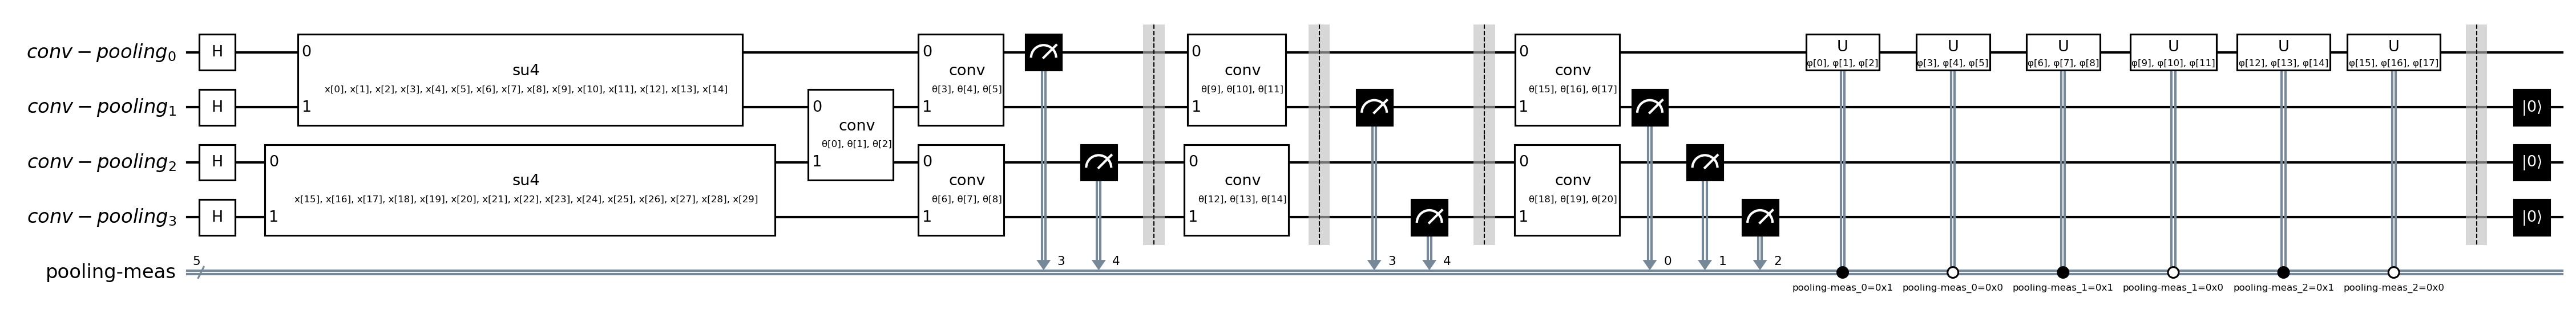 conv − pooling0 H 0 su4 conv 0 conv 0 conv 0 conv U U U U U U
x[0], x[1], x[2], x[3], x[4], x[5], x[6], x[7], x[8], x[9], x[10], x[11], x[12], x[13], x[14] θ[3], θ[4], θ[5] θ[9], θ[10], θ[11] θ[15], θ[16], θ[17] φ[0], φ[1], φ[2] φ[3], φ[4], φ[5] φ[6], φ[7], φ[8] φ[9], φ[10], φ[11] φ[12], φ[13], φ[14] φ[15], φ[16], φ[17]
conv − pooling1 H 1 0 1 1 1 |0⟩
θ[0], θ[1], θ[2]
conv − pooling2 H 0 su4 1 0 conv 0 conv 0 conv |0⟩
x[15], x[16], x[17], x[18], x[19], x[20], x[21], x[22], x[23], x[24], x[25], x[26], x[27], x[28], x[29] θ[6], θ[7], θ[8] θ[12], θ[13], θ[14] θ[18], θ[19], θ[20]
conv − pooling3 H 1 1 1 1 |0⟩
pooling-meas 5 3 4 3 4 0 1 2
pooling-meas_0=0x1 pooling-meas_0=0x0 pooling-meas_1=0x1 pooling-meas_1=0x0 pooling-meas_2=0x1 pooling-meas_2=0x0